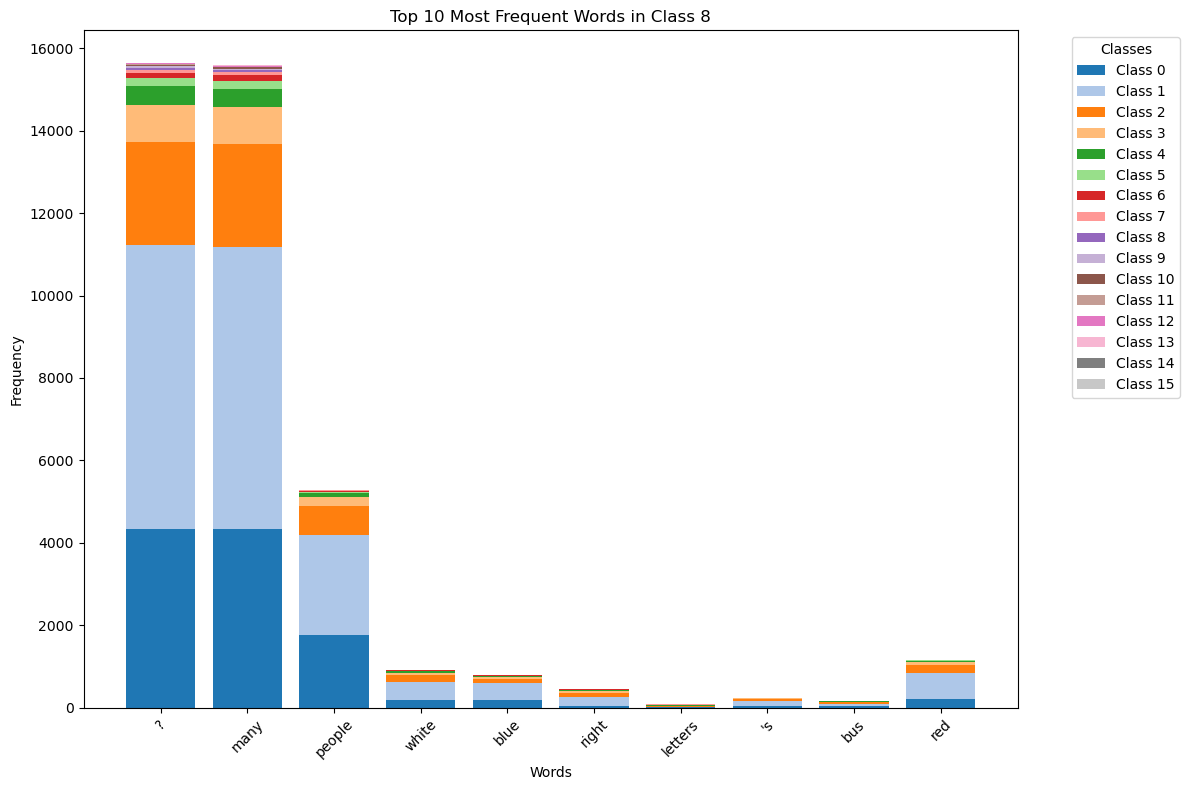 Top 10 Most Frequent Words in Class 8
16000
14000
12000
10000
8000
6000
4000
2000
0
Frequency
?
many
people
white
blue
right
letters
's
bus
red
Words
Classes
Class 0
Class 1
Class 2
Class 3
Class 4
Class 5
Class 6
Class 7
Class 8
Class 9
Class 10
Class 11
Class 12
Class 13
Class 14
Class 15